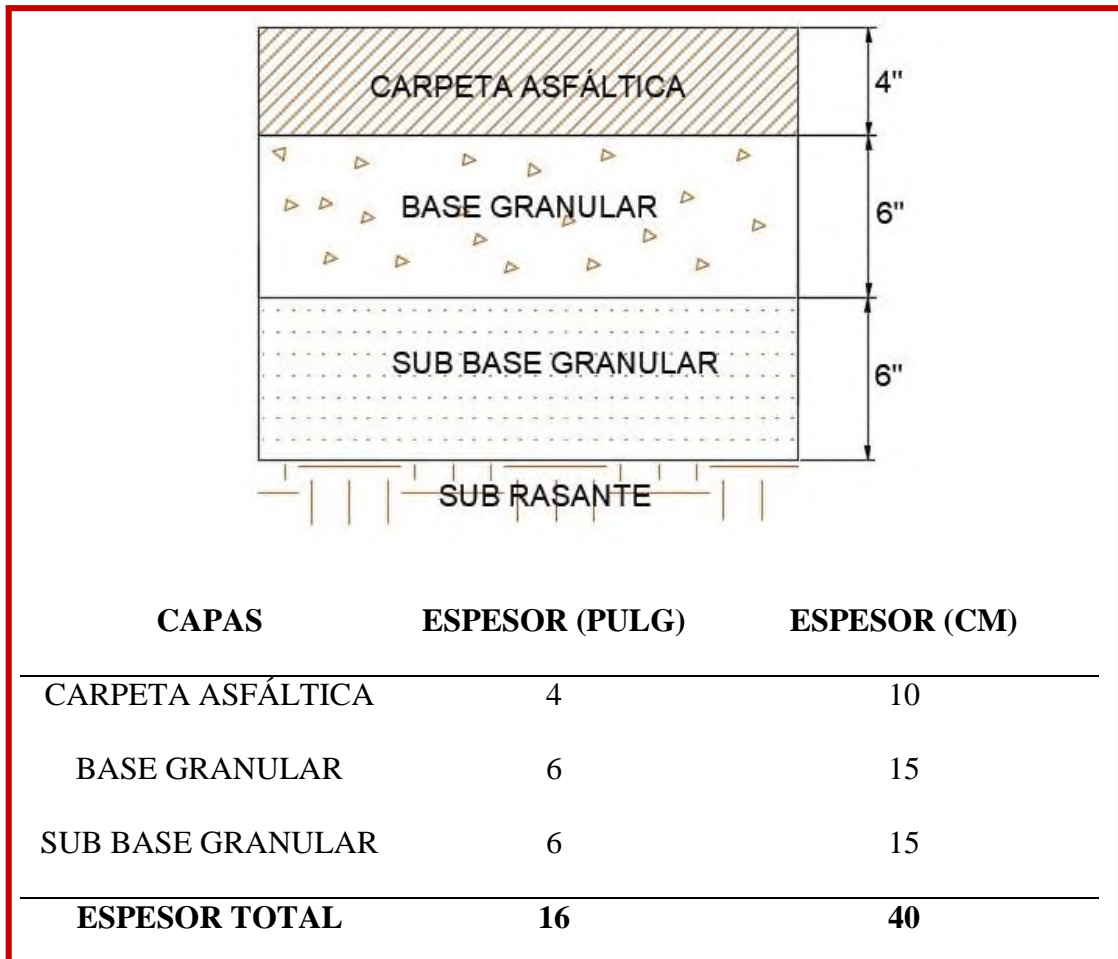 CARPETA ASFÁLTICA
4"
BASE GRANULAR
6"
SUB BASE GRANULAR
6"
SUB RASANTE
CAPAS ESPESOR (PULG) ESPESOR (CM)
CARPETA ASFÁLTICA 4 10
BASE GRANULAR 6 15
SUB BASE GRANULAR 6 15
ESPESOR TOTAL 16 40